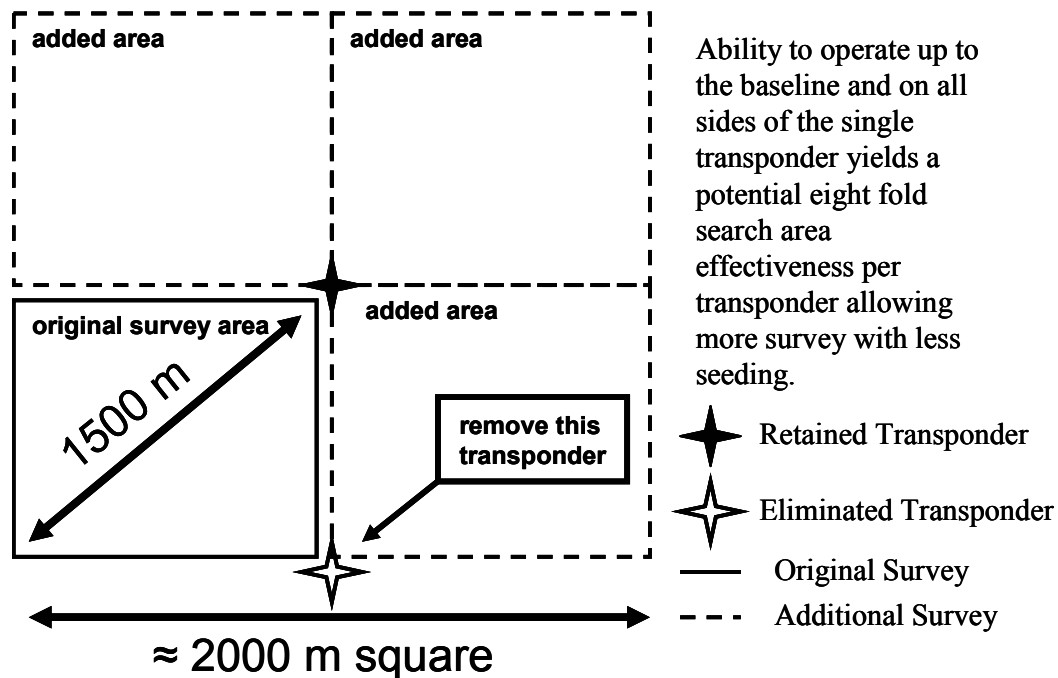 added area
added area
original survey area
added area
1500 m
remove this
transponder
≈ 2000 m square
Ability to operate up to
the baseline and on all
sides of the single
transponder yields a
potential eight fold
search area
effectiveness per
transponder allowing
more survey with less
seeding.
Retained Transponder
Eliminated Transponder
Original Survey
Additional Survey